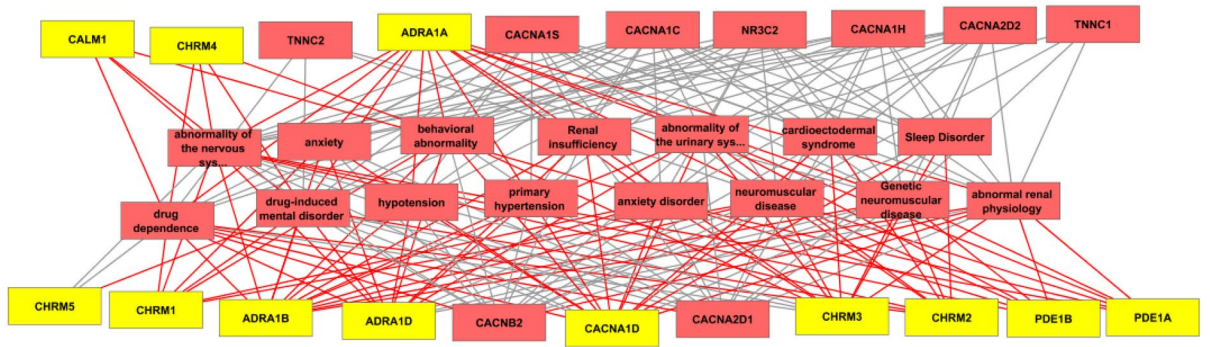 CALM1
CHRM4
TNNC2
ADRA1A
CACNA1S
CACNA1C
NR3C2
CACNA1H
CACNA2D2
TNNC1
abnormality of
the nervous
sys...
anxiety
behavioral
abnormality
Renal
insufficiency
abnormality of
the urinary sys...
cardioectodermal
syndrome
Sleep Disorder
drug
dependence
drug-induced
mental disorder
hypotension
primary
hypertension
anxiety disorder
neuromuscular
disease
Genetic
neuromuscular
disease
abnormal renal
physiology
CHRM5
CHRM1
ADRA1B
ADRA1D
CACNB2
CACNA1D
CACNA2D1
CHRM3
CHRM2
PDE1B
PDE1A